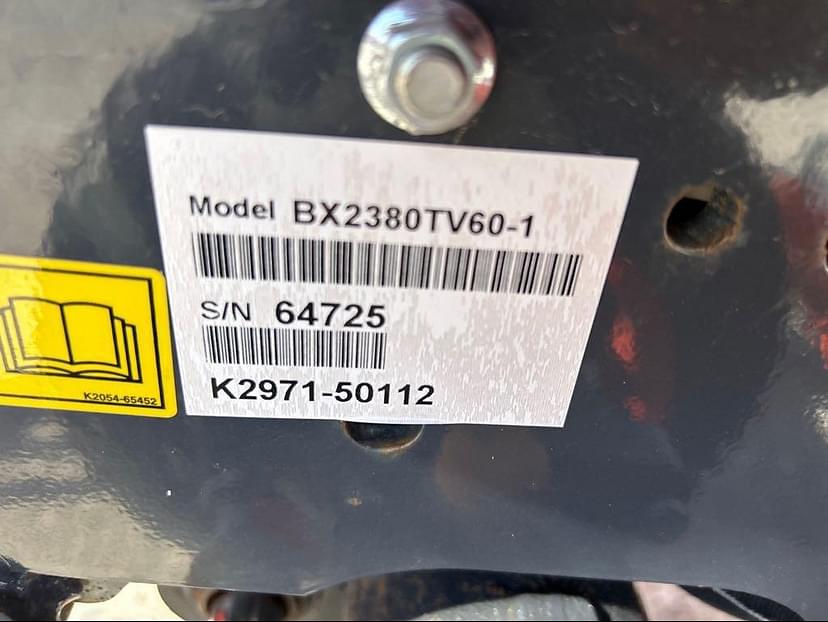 Model BX2380TV60-1
S/N 64725
K2971-50112
K2054-65452